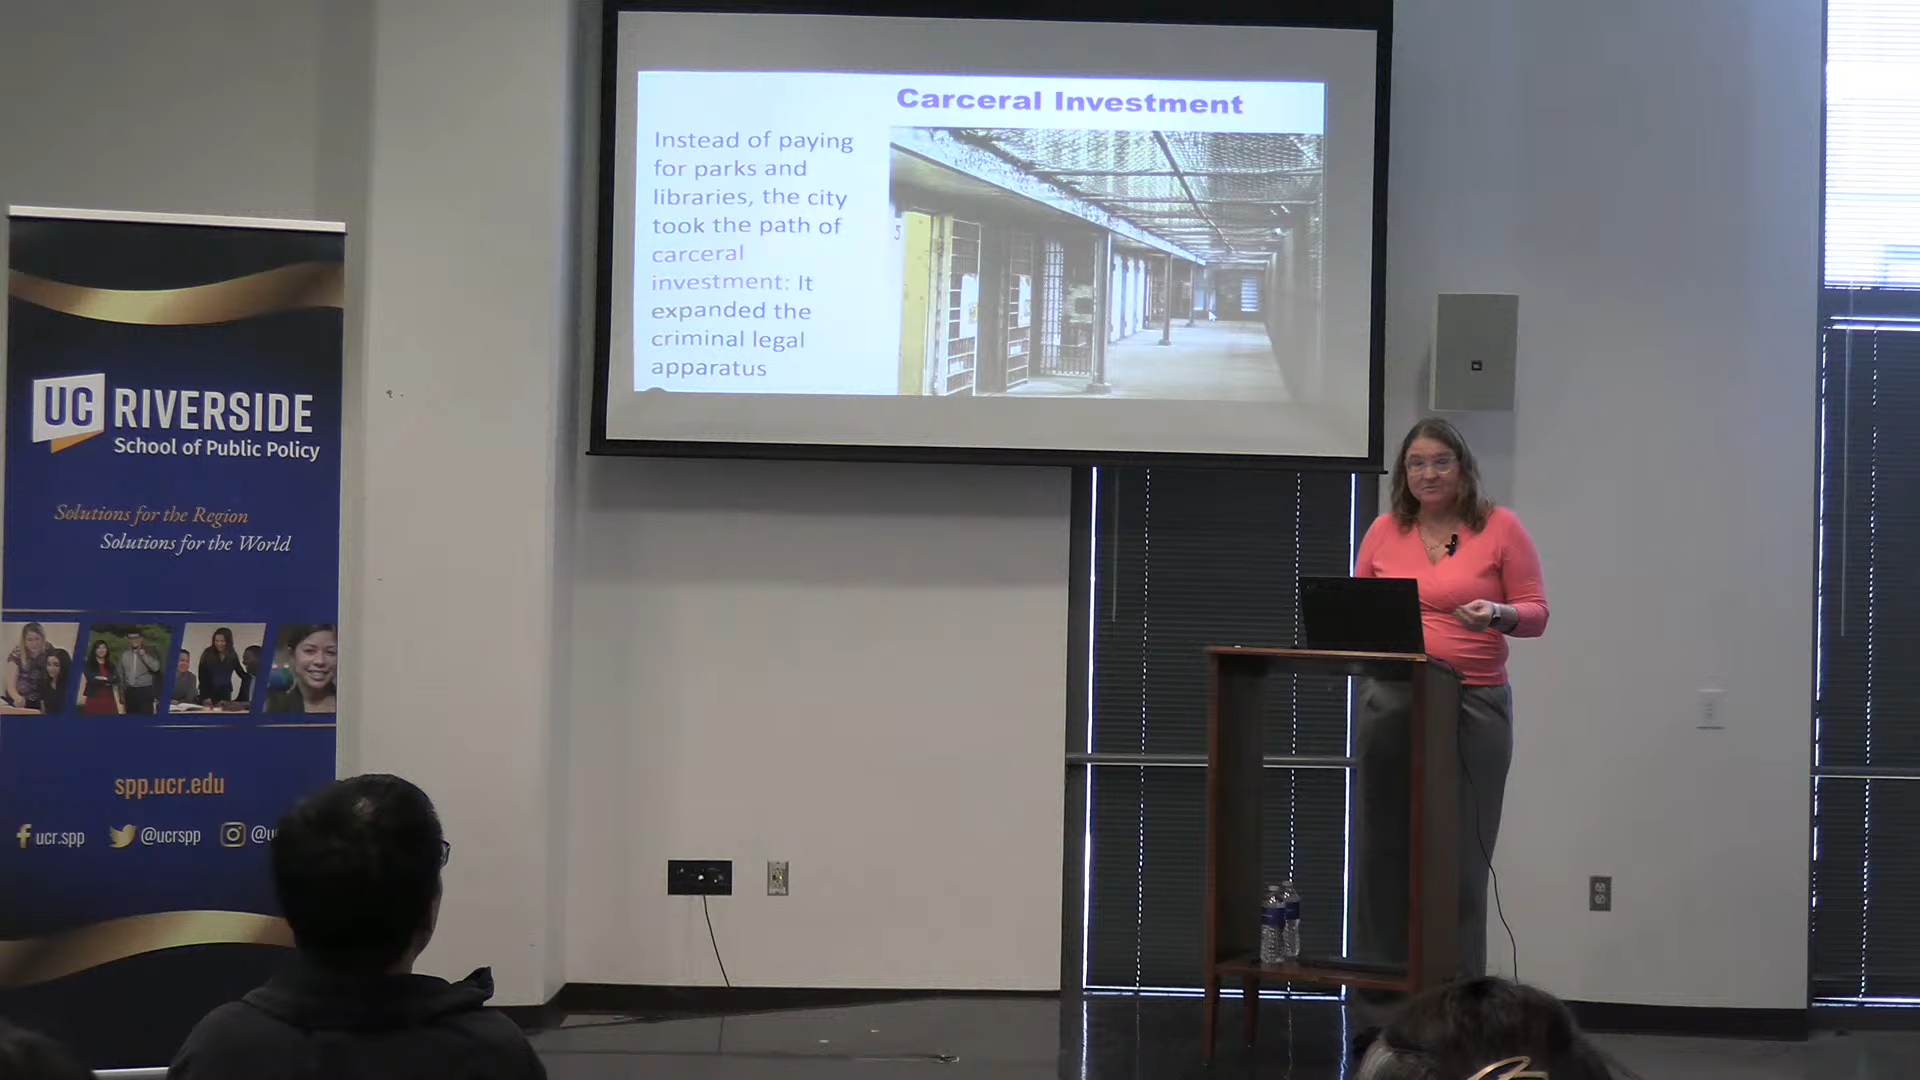 Carceral Investment
Instead of paying
for parks and
libraries, the city
took the path of
carceral
investment: It
expanded the
criminal legal
apparatus
5
UC RIVERSIDE
School of Public Policy
Solutions for the Region
Solutions for the World
spp.ucr.edu
ucr.spp @ucrspp